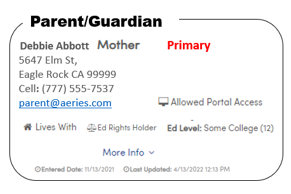 Parent/Guardian
Debbie Abbott Mother Primary
5647 Elm St,
Eagle Rock CA 99999
Cell: (777) 555-7537
parent@aeries.com Allowed Portal Access
Lives With Ed Rights Holder Ed Level: Some College (12)
More Info
Entered Date: 11/13/2021 Last Updated: 4/13/2022 12:13 PM